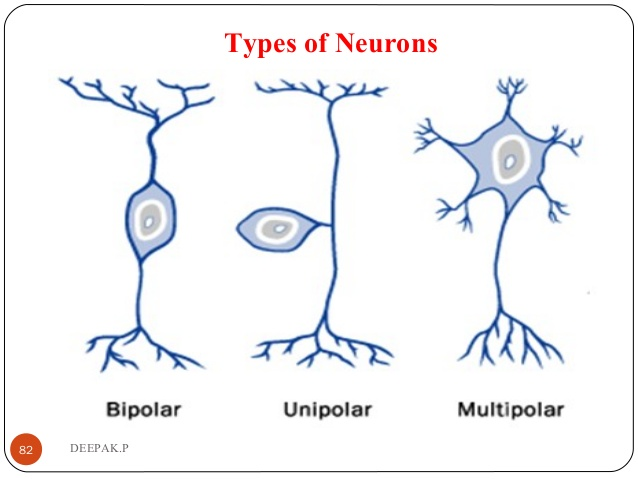 Types of Neurons
Bipolar
Unipolar
Multipolar
82
DEEPAK.P